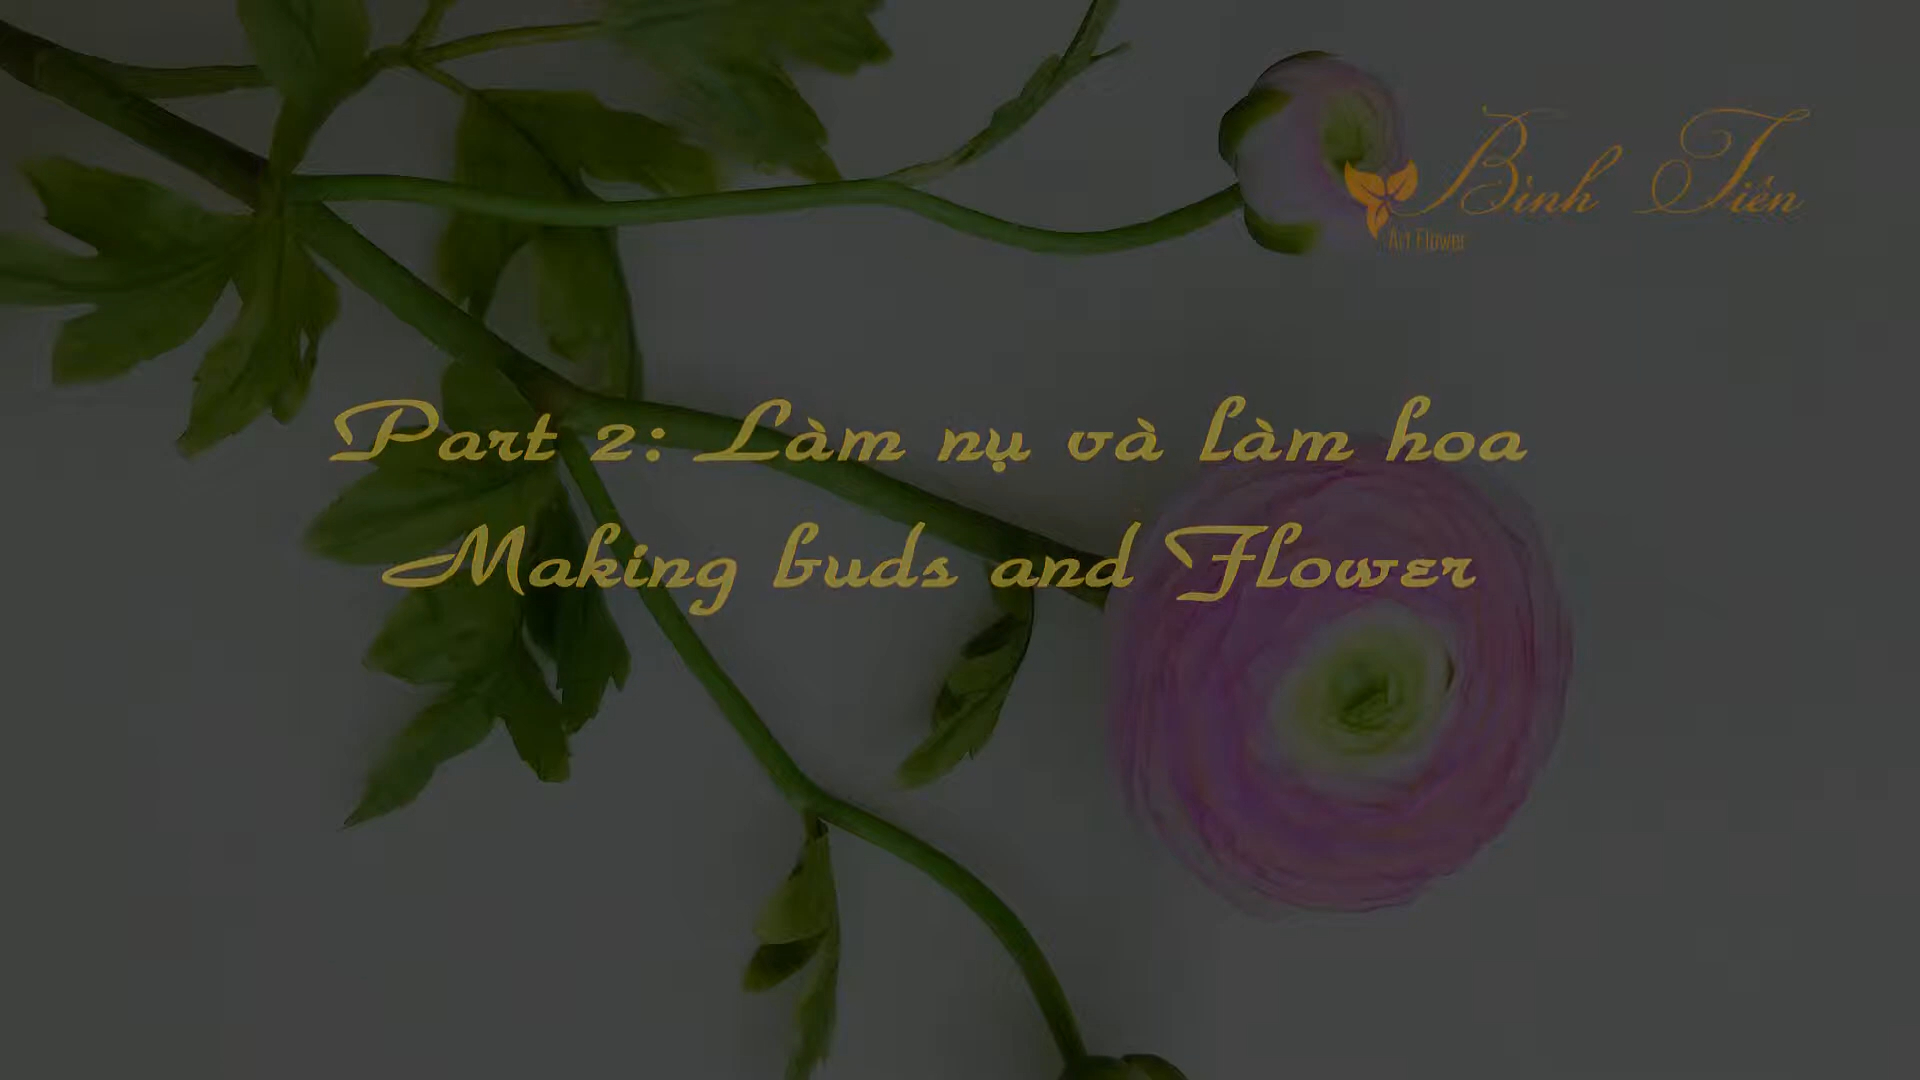 Bình Tiên
Art Flower
Part 2: Làm nụ và làm hoa
Making buds and Flower